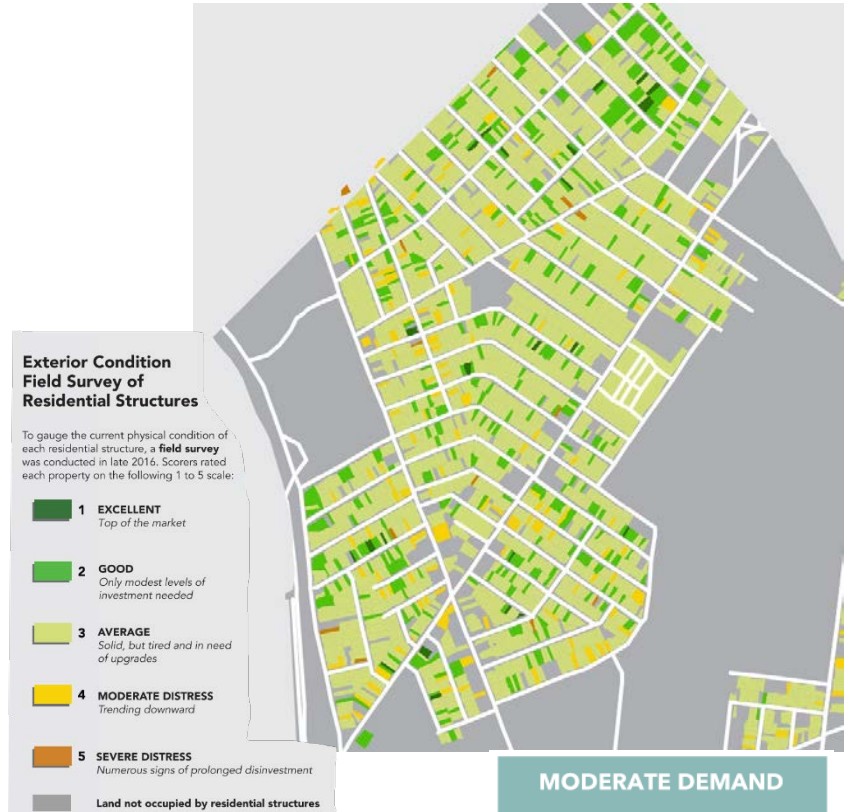 Exterior Condition
Field Survey of
Residential Structures
To gauge the current physical condition of
each residential structure, a field survey
was conducted in late 2016. Scorers rated
each property on the following 1 to 5 scale:
1 EXCELLENT
Top of the market
2 GOOD
Only modest levels of
investment needed
3 AVERAGE
Solid, but tired and in need
of upgrades
4 MODERATE DISTRESS
Trending downward
5 SEVERE DISTRESS
Numerous signs of prolonged disinvestment
Land not occupied by residential structures
MODERATE DEMAND